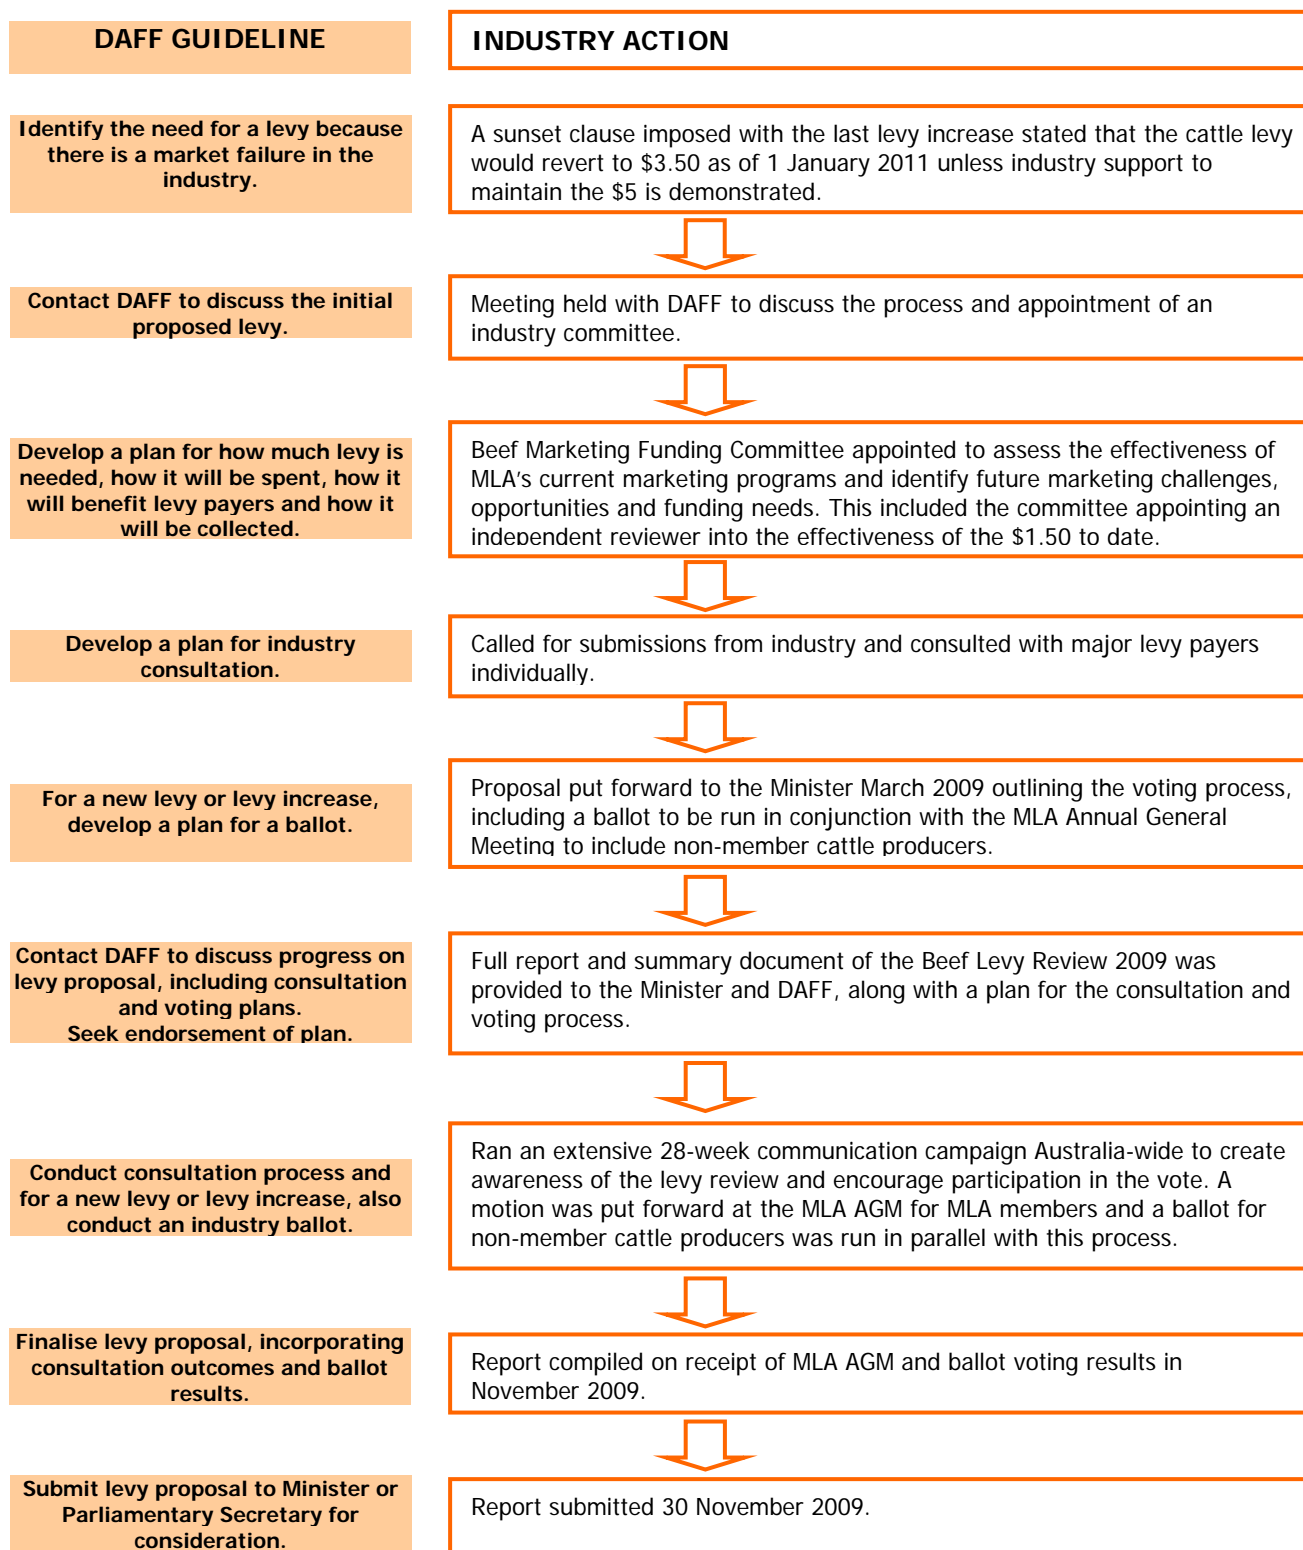 DAFF GUIDELINE
INDUSTRY ACTION
Identify the need for a levy because
there is a market failure in the
industry.
A sunset clause imposed with the last levy increase stated that the cattle levy
would revert to $3.50 as of 1 January 2011 unless industry support to
maintain the $5 is demonstrated.
Contact DAFF to discuss the initial
proposed levy.
Meeting held with DAFF to discuss the process and appointment of an
industry committee.
Develop a plan for how much levy is
needed, how it will be spent, how it
will benefit levy payers and how it
will be collected.
Beef Marketing Funding Committee appointed to assess the effectiveness of
MLA's current marketing programs and identify future marketing challenges,
opportunities and funding needs. This included the committee appointing an
independent reviewer into the effectiveness of the $1.50 to date.
Develop a plan for industry
consultation.
Called for submissions from industry and consulted with major levy payers
individually.
For a new levy or levy increase,
develop a plan for a ballot.
Proposal put forward to the Minister March 2009 outlining the voting process,
including a ballot to be run in conjunction with the MLA Annual General
Meeting to include non-member cattle producers.
Contact DAFF to discuss progress on
levy proposal, including consultation
and voting plans.
Seek endorsement of plan.
Full report and summary document of the Beef Levy Review 2009 was
provided to the Minister and DAFF, along with a plan for the consultation and
voting process.
Conduct consultation process and
for a new levy or levy increase, also
conduct an industry ballot.
Ran an extensive 28-week communication campaign Australia-wide to create
awareness of the levy review and encourage participation in the vote. A
motion was put forward at the MLA AGM for MLA members and a ballot for
non-member cattle producers was run in parallel with this process.
Finalise levy proposal, incorporating
consultation outcomes and ballot
results.
Report compiled on receipt of MLA AGM and ballot voting results in
November 2009.
Submit levy proposal to Minister or
Parliamentary Secretary for
consideration.
Report submitted 30 November 2009.